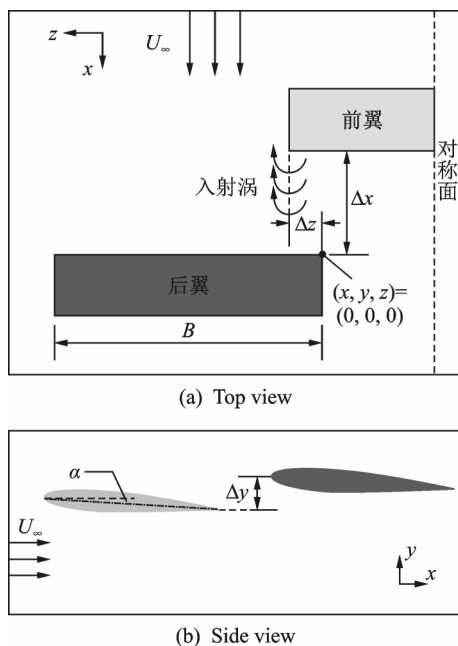 z
x
U∞
前翼
对称面
入射涡
Δx
Δz
后翼
(x, y, z)=
(0, 0, 0)
B
(a) Top view
α
Δy
U∞
y
x
(b) Side view